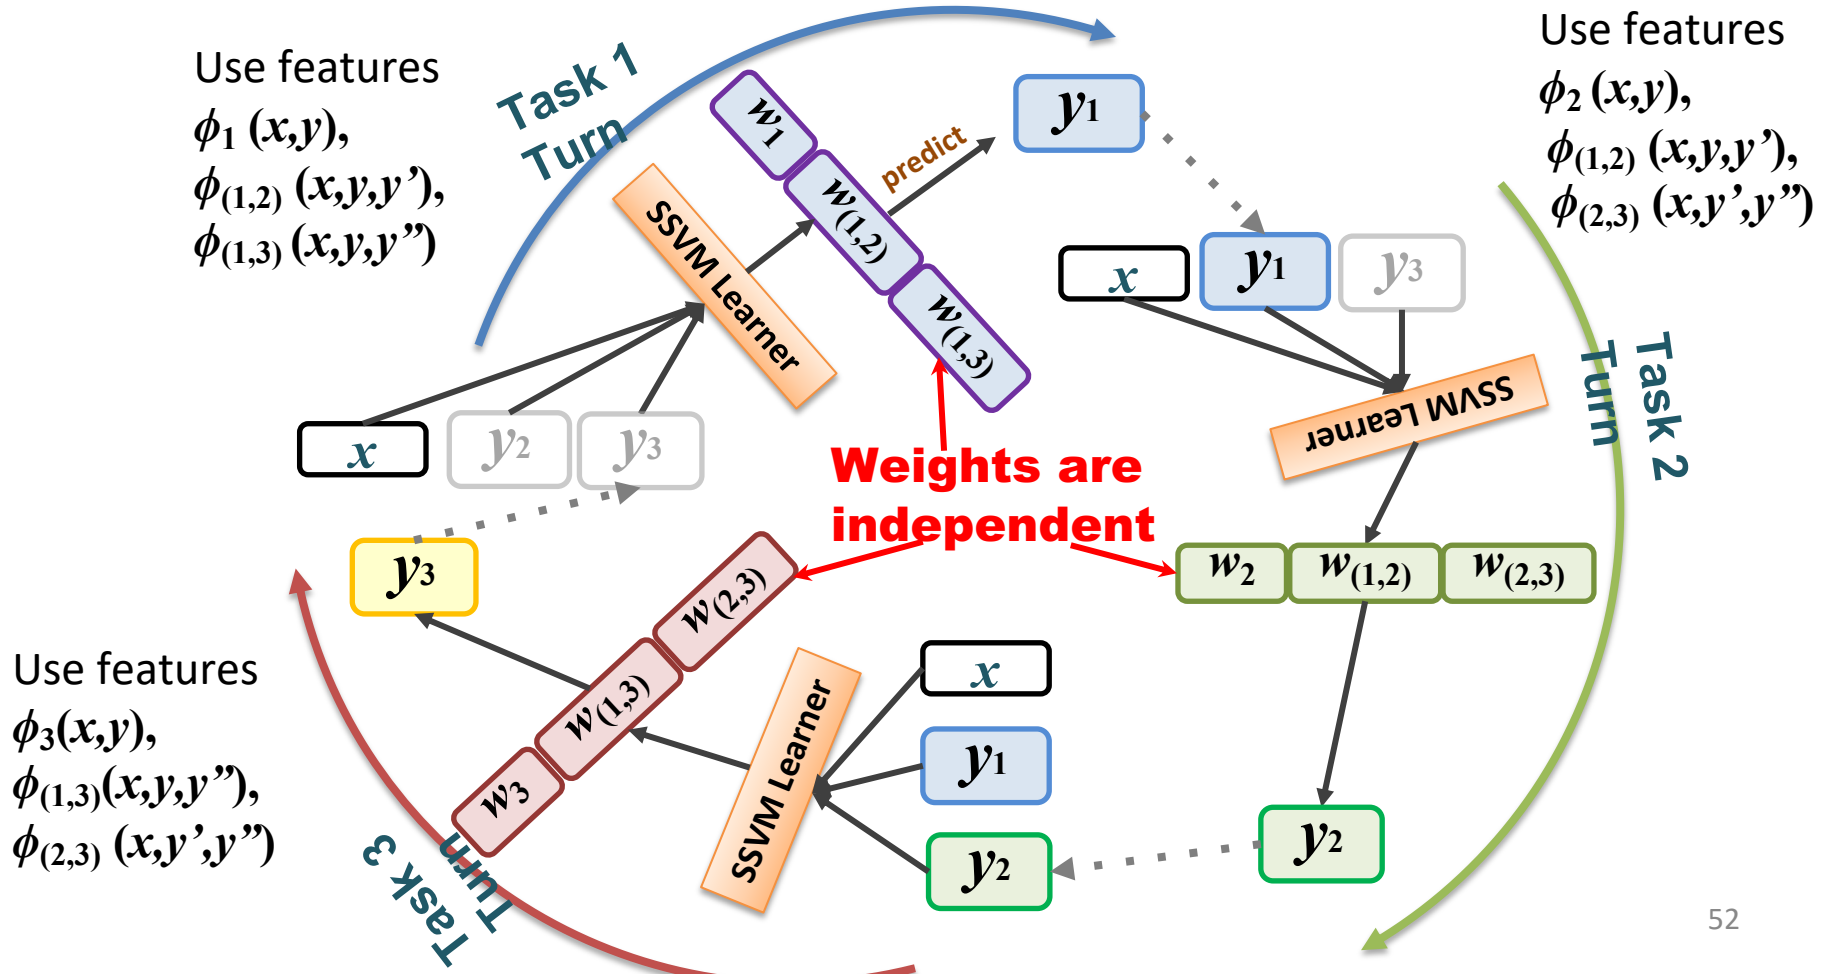 Use features
ϕ1 (x,y),
ϕ(1,2) (x,y,y’),
ϕ(1,3) (x,y,y”)
Task 1
Turn
SSVM Learner
w1
w(1,2)
w(1,3)
predict
y1
x
y2
y3
Use features
ϕ2 (x,y),
ϕ(1,2) (x,y,y’),
ϕ(2,3) (x,y’,y”)
x
y1
y3
SSVM Learner
Task 2
Turn
w2
w(1,2)
w(2,3)
y2
Weights are
independent
x
y1
y2
SSVM Learner
w(2,3)
w(1,3)
w3
y3
Task 3
Turn
Use features
ϕ3(x,y),
ϕ(1,3)(x,y,y”),
ϕ(2,3) (x,y’,y”)
52